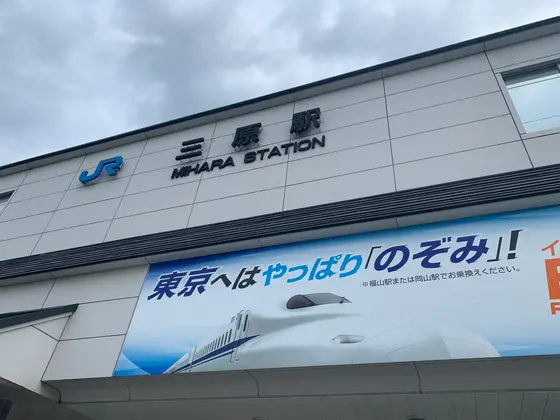 JR
三原駅
MIHARA STATION
東京へはやっぱり「のぞみ」!
※福山駅または岡山駅でお乗換えください。